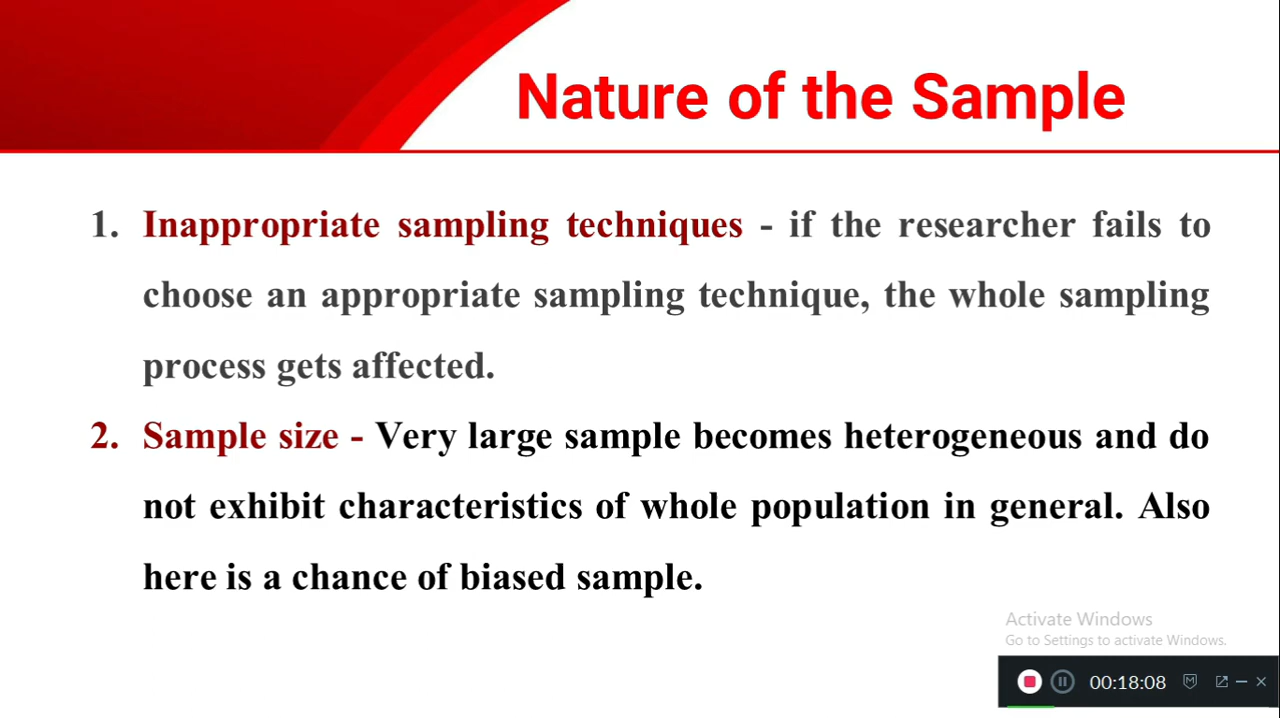 Nature of the Sample
1. Inappropriate sampling techniques - if the researcher fails to
choose an appropriate sampling technique, the whole sampling
process gets affected.
2. Sample size - Very large sample becomes heterogeneous and do
not exhibit characteristics of whole population in general. Also
here is a chance of biased sample.
Activate Windows
Go to Settings to activate Windows.
00:18:08